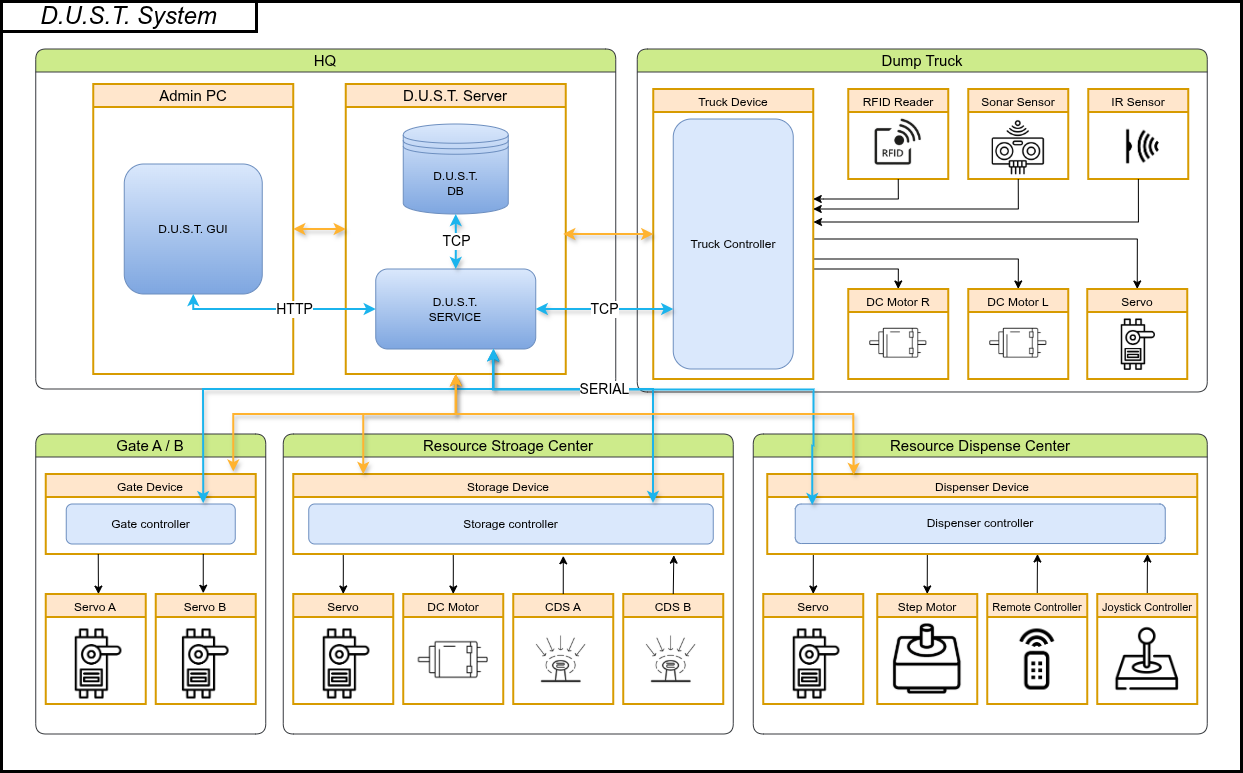 D.U.S.T. System
HQ
Dump Truck
Admin PC
D.U.S.T. Server
Truck Device
RFID Reader
Sonar Sensor
IR Sensor
RFID
D.U.S.T.
DB
D.U.S.T. GUI
TCP
Truck Controller
HTTP
D.U.S.T.
SERVICE
TCP
DC Motor R
DC Motor L
Servo
SERIAL
Gate A / B
Resource Stroage Center
Resource Dispense Center
Gate Device
Storage Device
Dispenser Device
Gate controller
Storage controller
Dispenser controller
Servo A
Servo B
Servo
DC Motor
CDS A
CDS B
Servo
Step Motor
Remote Controller
Joystick Controller